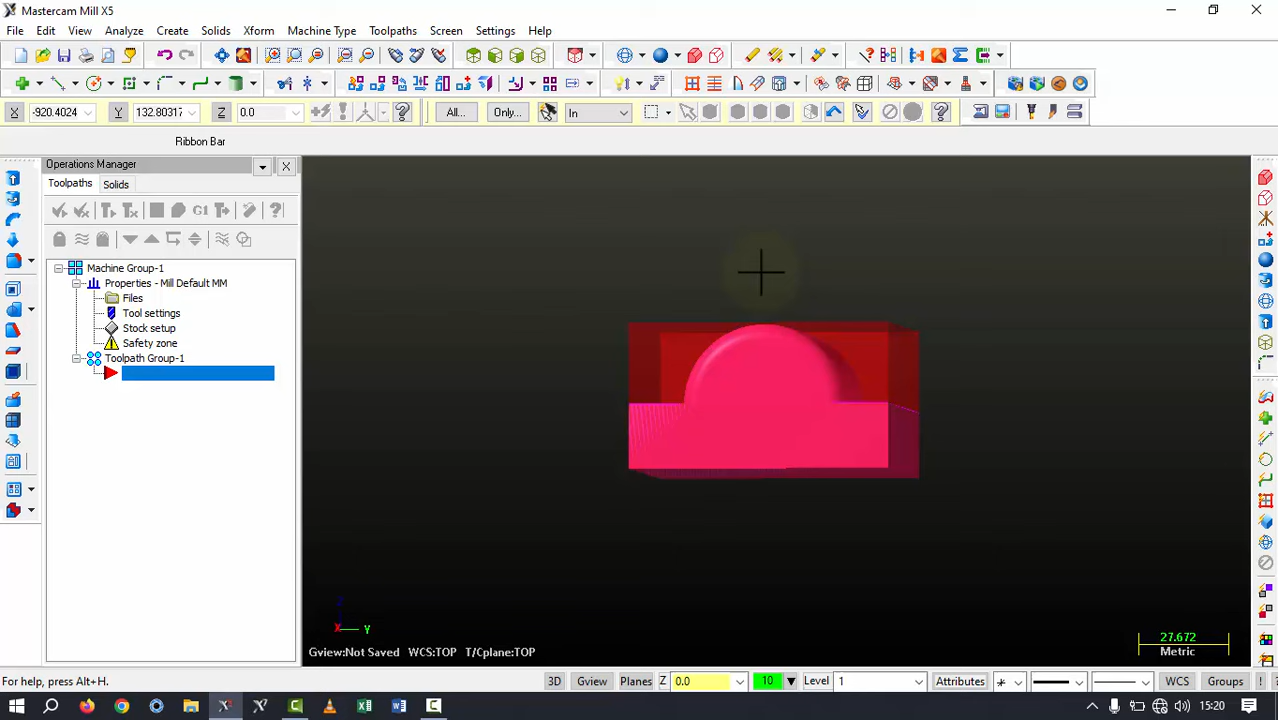 Mastercam Mill X5
File Edit View Analyze Create Solids Xform Machine Type Toolpaths Screen Settings Help
X -920.4024 Y 132.80317 Z 0.0 All... Only... In
Ribbon Bar
Operations Manager
Toolpaths Solids
G1
Machine Group-1
Properties - Mill Default MM
Files
Tool settings
Stock setup
Safety zone
Toolpath Group-1
Z
X Y
27.672
Metric
Gview:Not Saved WCS:TOP T/Cplane:TOP
For help, press Alt+H.
3D Gview Planes Z 0.0 10 Level 1 Attributes WCS Groups
15:20